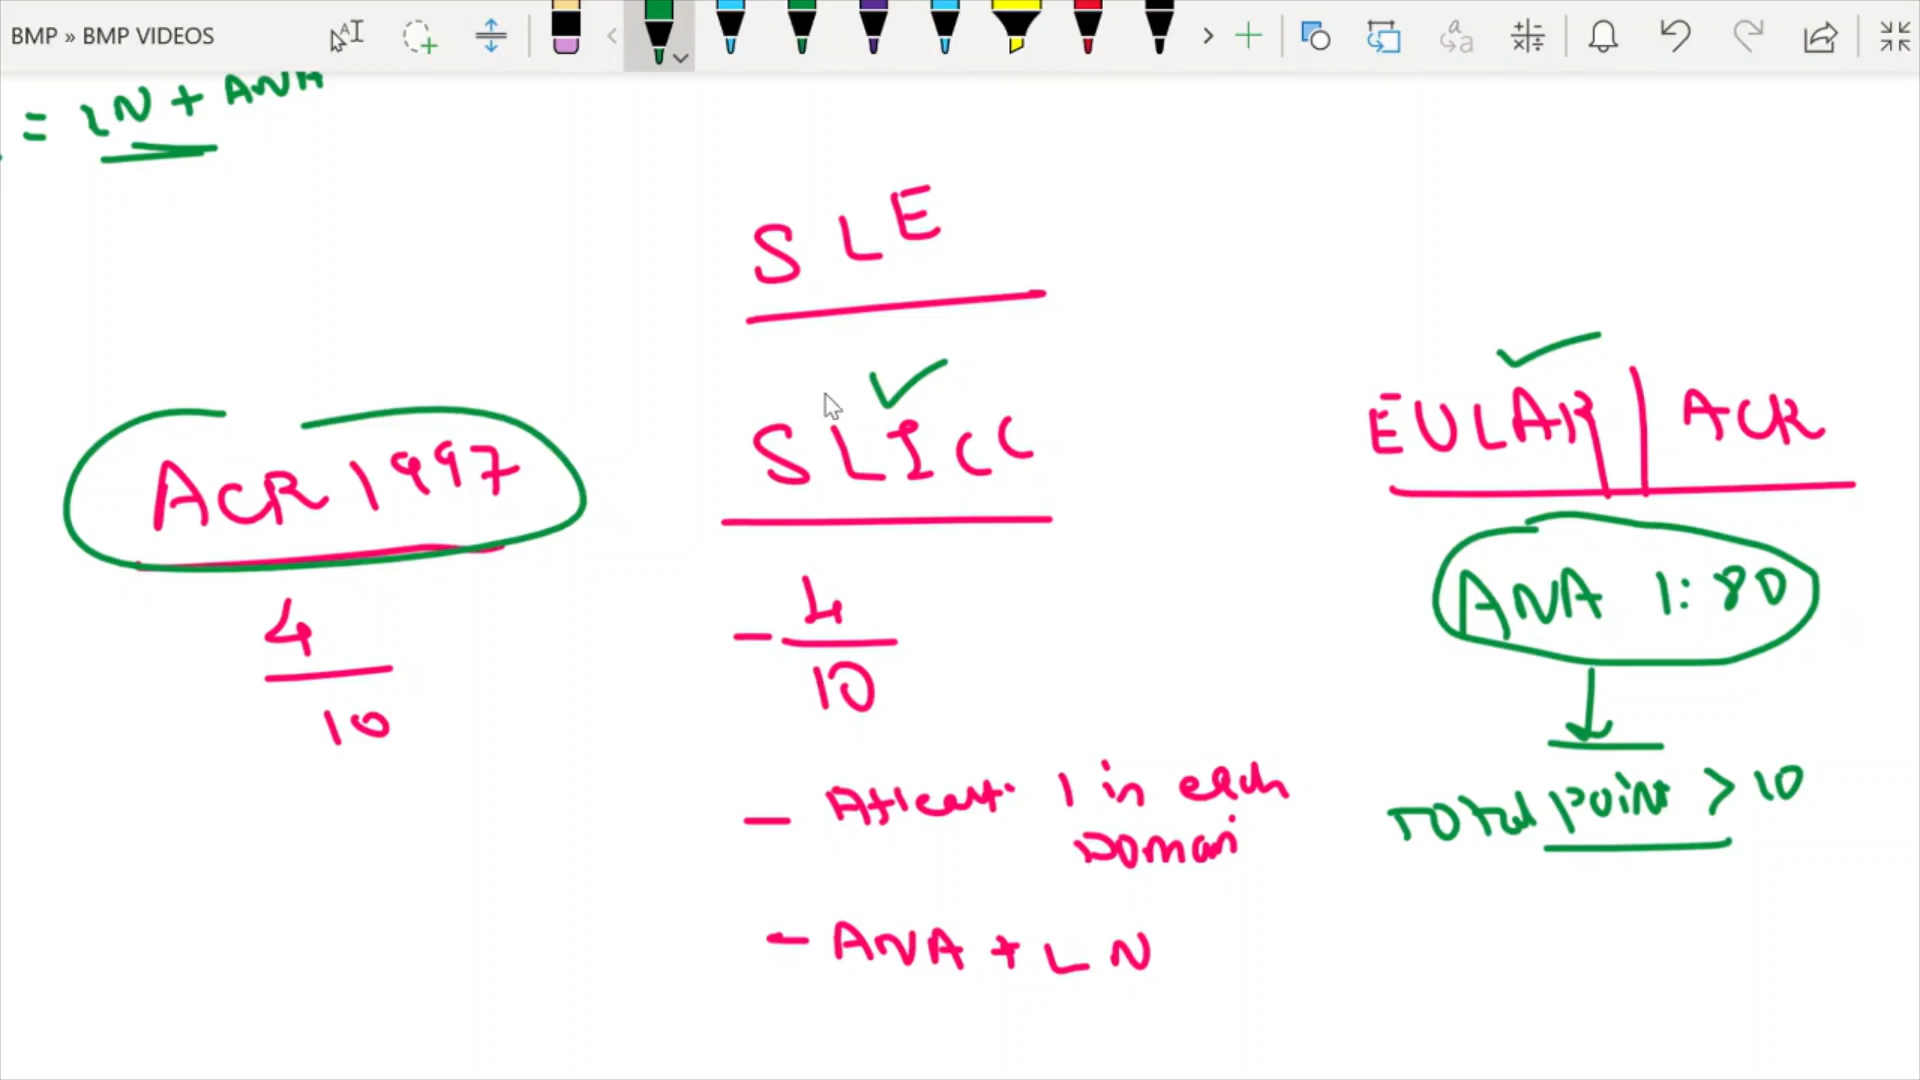 BMP » BMP VIDEOS
= LN + ANA
SLE
ACR 1997
4
10
SLICC
- 4
10
- Atleast 1 in each
Domain
- ANA + LN
EULAR | ACR
ANA 1:80
Total point > 10